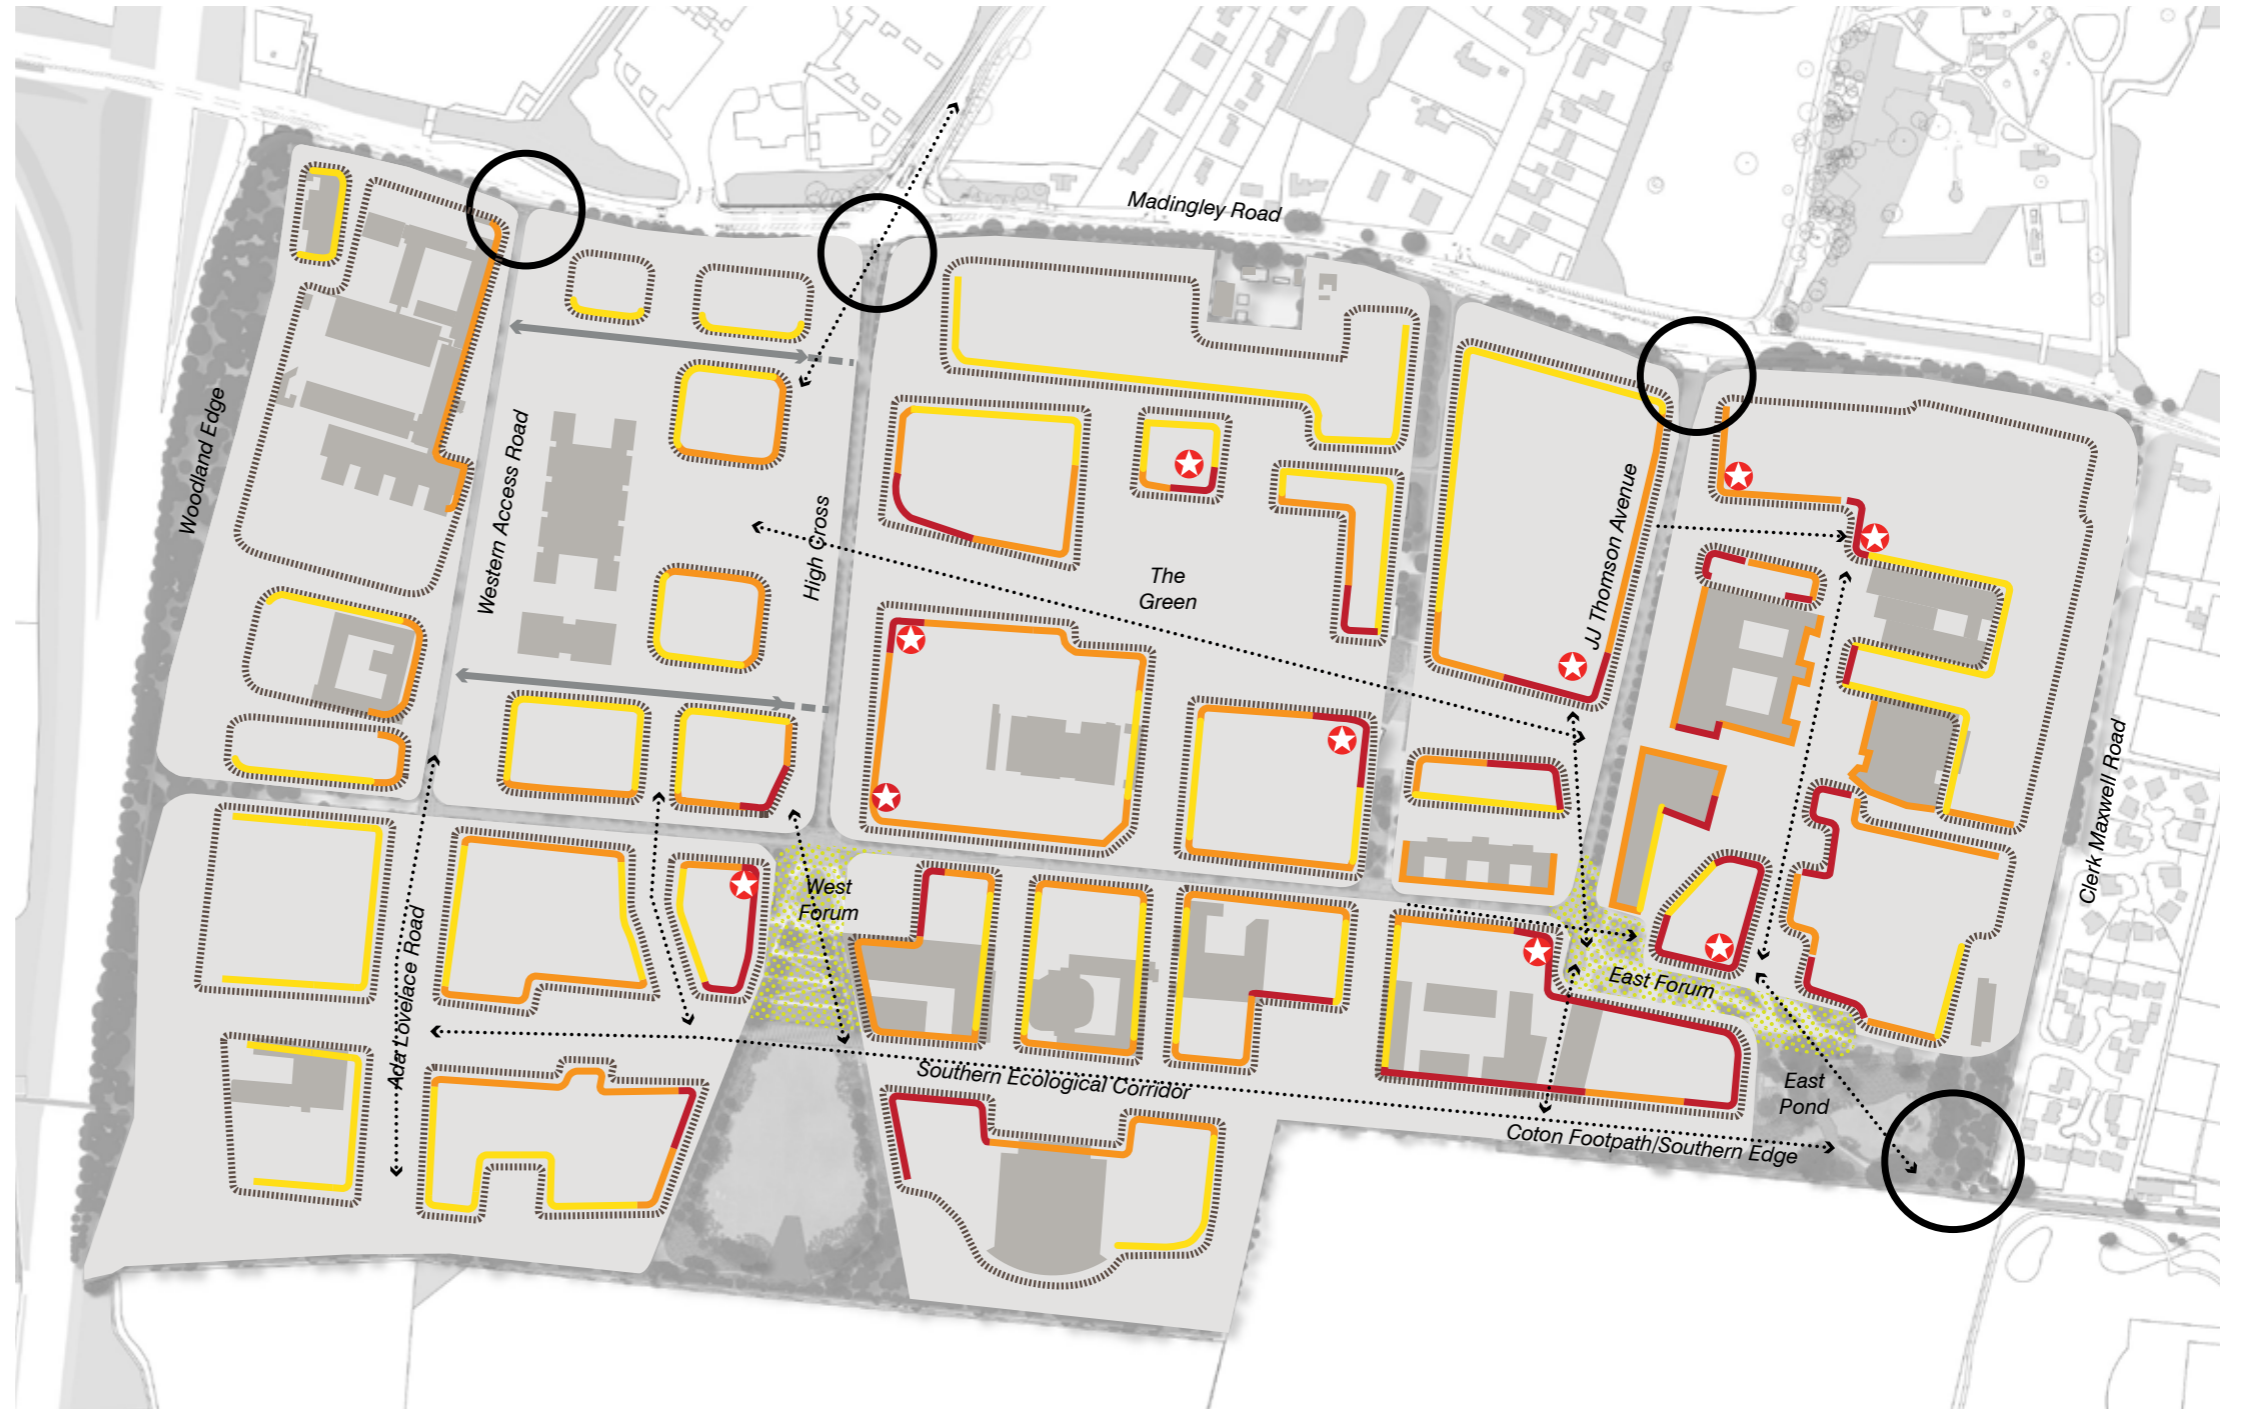 Madingley Road
Woodland Edge
Western Access Road
High Cross
The
Green
JJ Thomson Avenue
Clerk Maxwell Road
West
Forum
Ada Lovelace Road
East Forum
Southern Ecological Corridor
East
Pond
Coton Footpath/Southern Edge